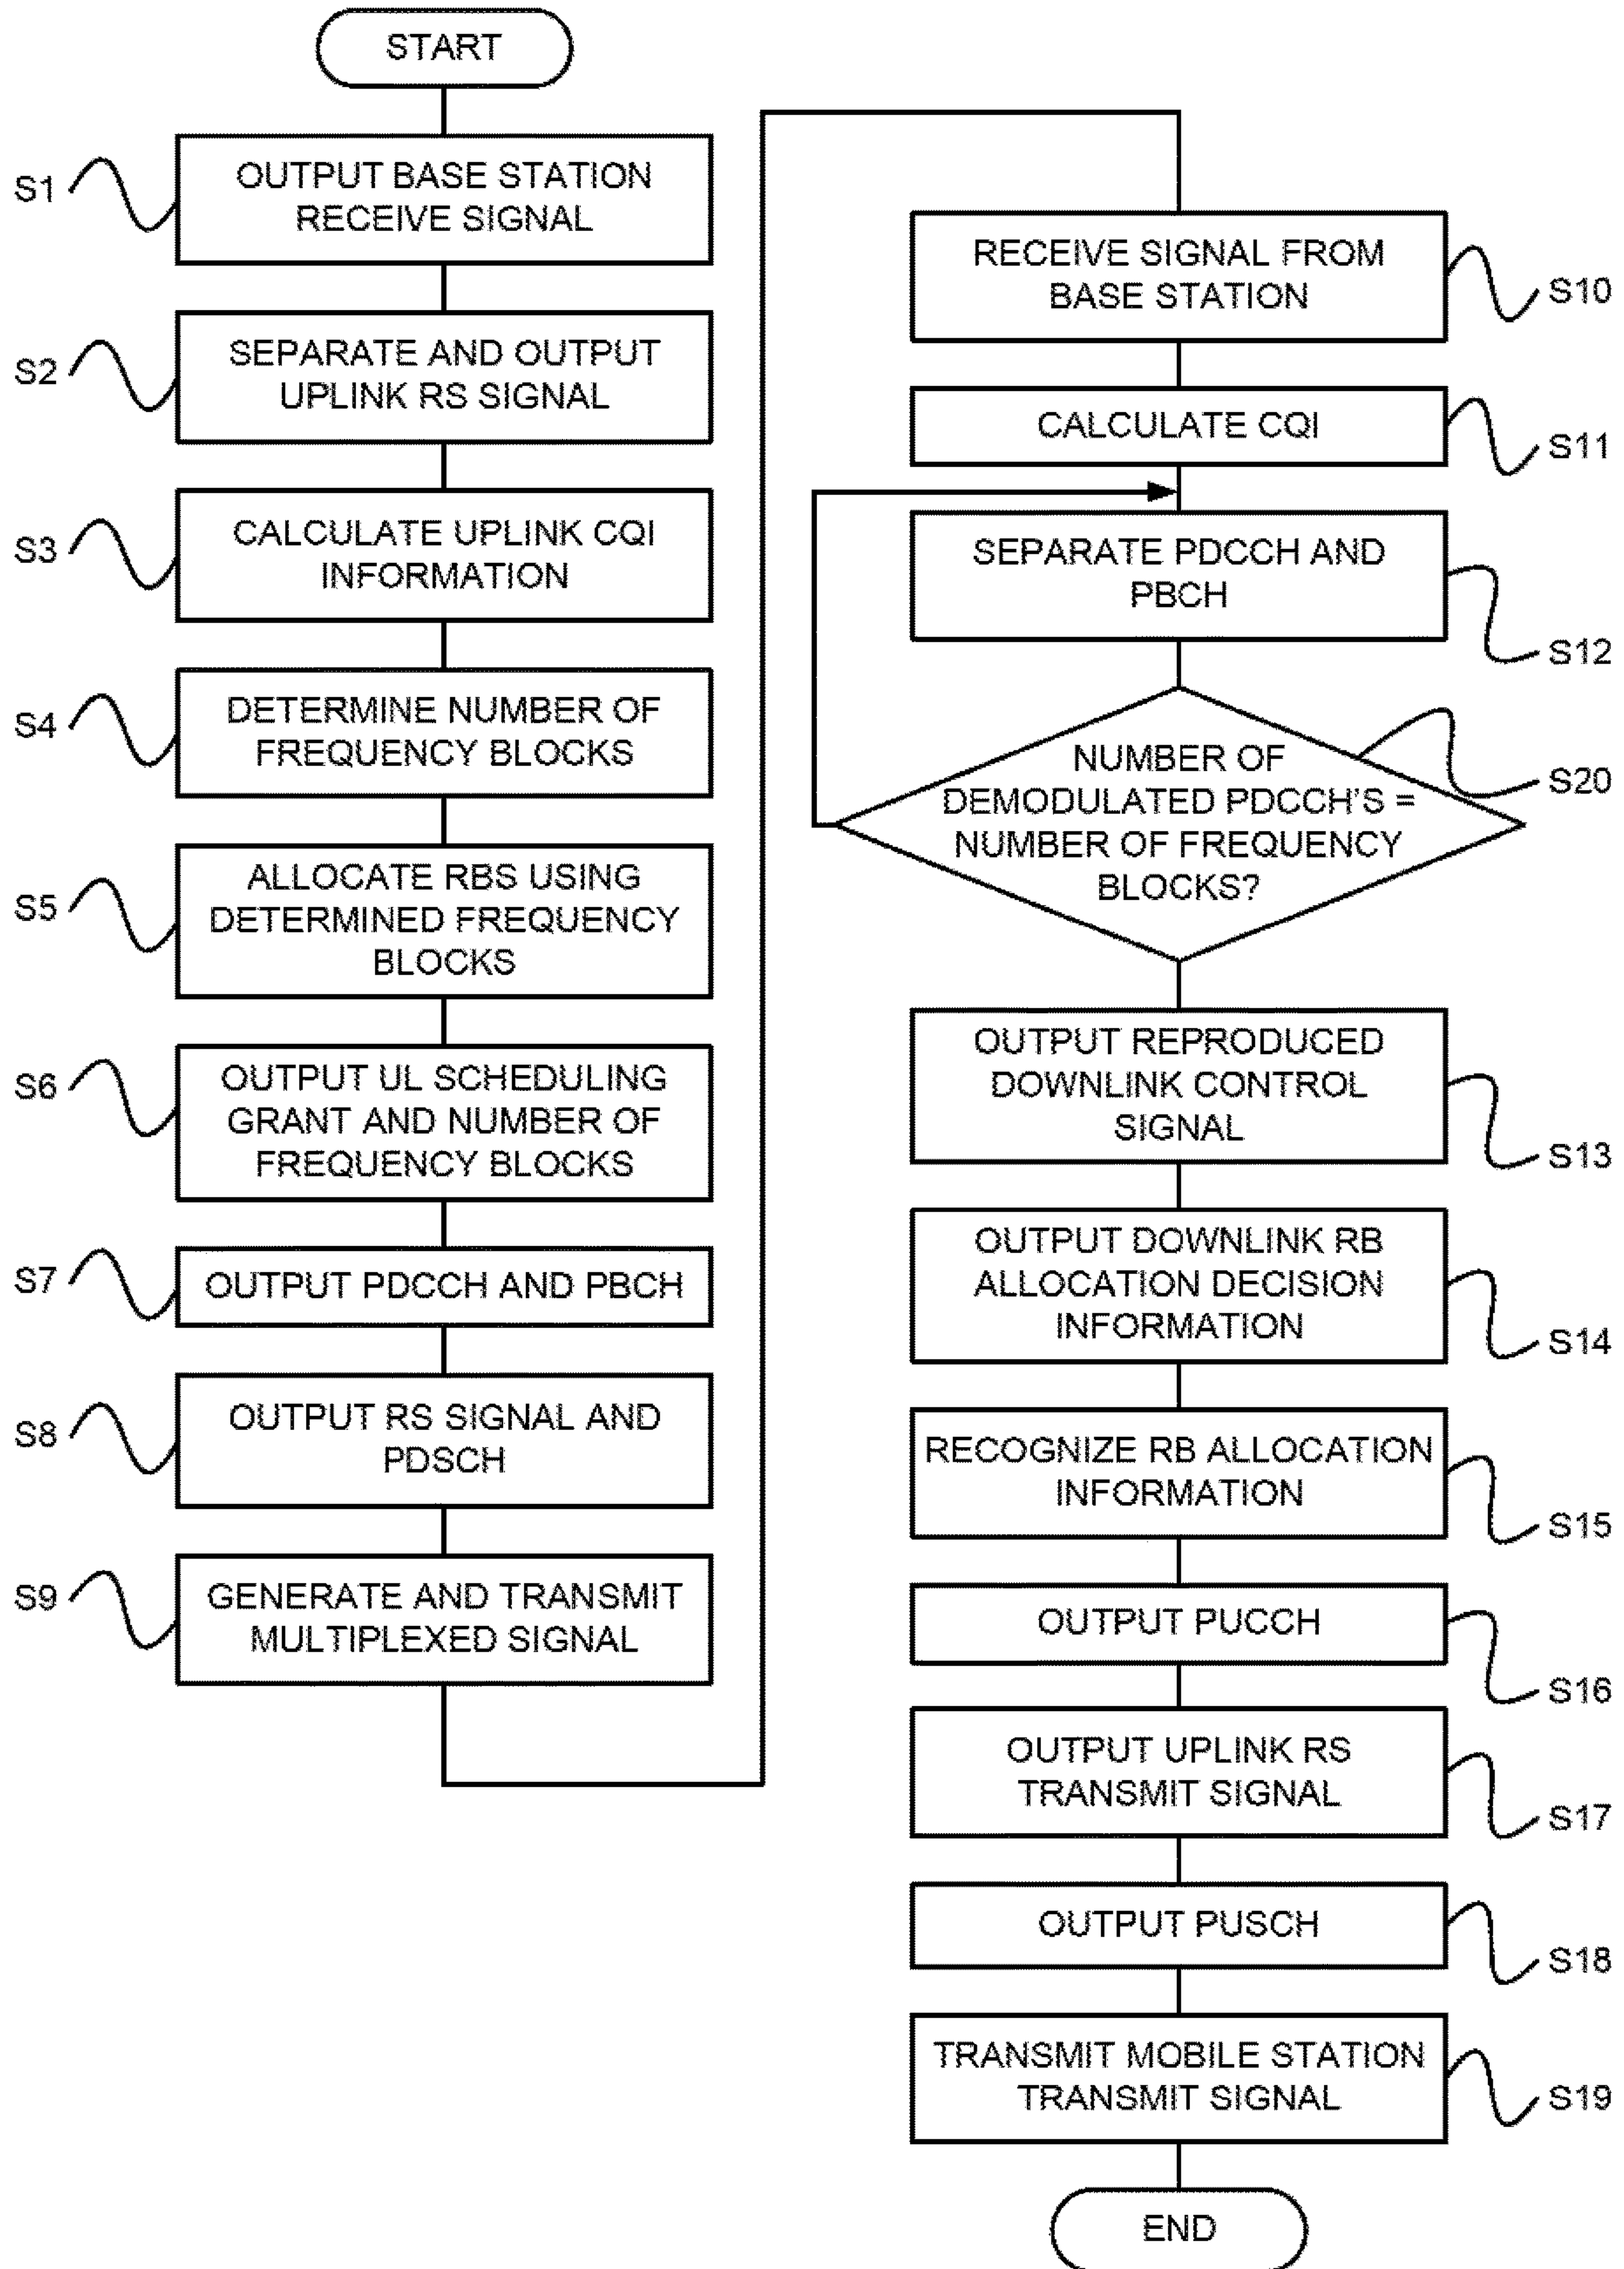 START
S1
OUTPUT BASE STATION
RECEIVE SIGNAL
S2
SEPARATE AND OUTPUT
UPLINK RS SIGNAL
S3
CALCULATE UPLINK CQI
INFORMATION
S4
DETERMINE NUMBER OF
FREQUENCY BLOCKS
S5
ALLOCATE RBS USING
DETERMINED FREQUENCY
BLOCKS
S6
OUTPUT UL SCHEDULING
GRANT AND NUMBER OF
FREQUENCY BLOCKS
S7
OUTPUT PDCCH AND PBCH
S8
OUTPUT RS SIGNAL AND
PDSCH
S9
GENERATE AND TRANSMIT
MULTIPLEXED SIGNAL
RECEIVE SIGNAL FROM
BASE STATION
S10
CALCULATE CQI
S11
SEPARATE PDCCH AND
PBCH
S12
NUMBER OF
DEMODULATED PDCCH'S =
NUMBER OF FREQUENCY
BLOCKS?
S20
OUTPUT REPRODUCED
DOWNLINK CONTROL
SIGNAL
S13
OUTPUT DOWNLINK RB
ALLOCATION DECISION
INFORMATION
S14
RECOGNIZE RB ALLOCATION
INFORMATION
S15
OUTPUT PUCCH
S16
OUTPUT UPLINK RS
TRANSMIT SIGNAL
S17
OUTPUT PUSCH
S18
TRANSMIT MOBILE STATION
TRANSMIT SIGNAL
S19
END